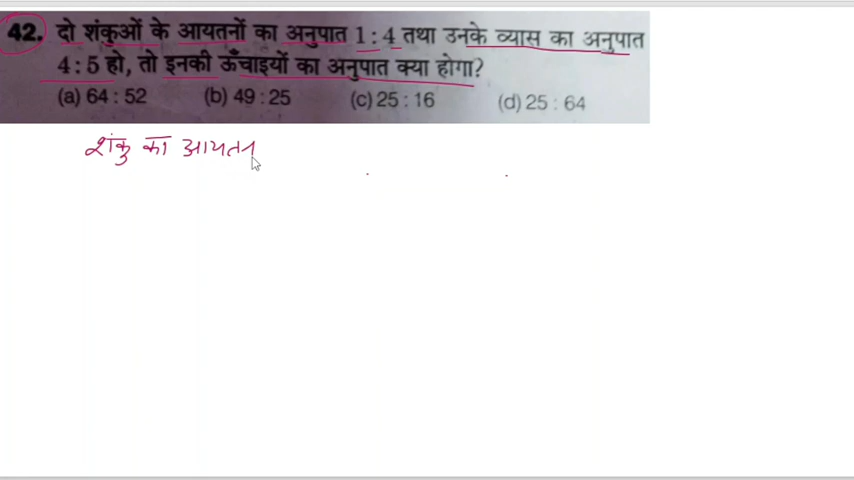 42. दो शंकुओं के आयतनों का अनुपात 1 : 4 तथा उनके व्यास का अनुपात
4 : 5 हो, तो इनकी ऊँचाइयों का अनुपात क्या होगा?
(a) 64 : 52 (b) 49 : 25 (c) 25 : 16 (d) 25 : 64
शंकु का आयतन